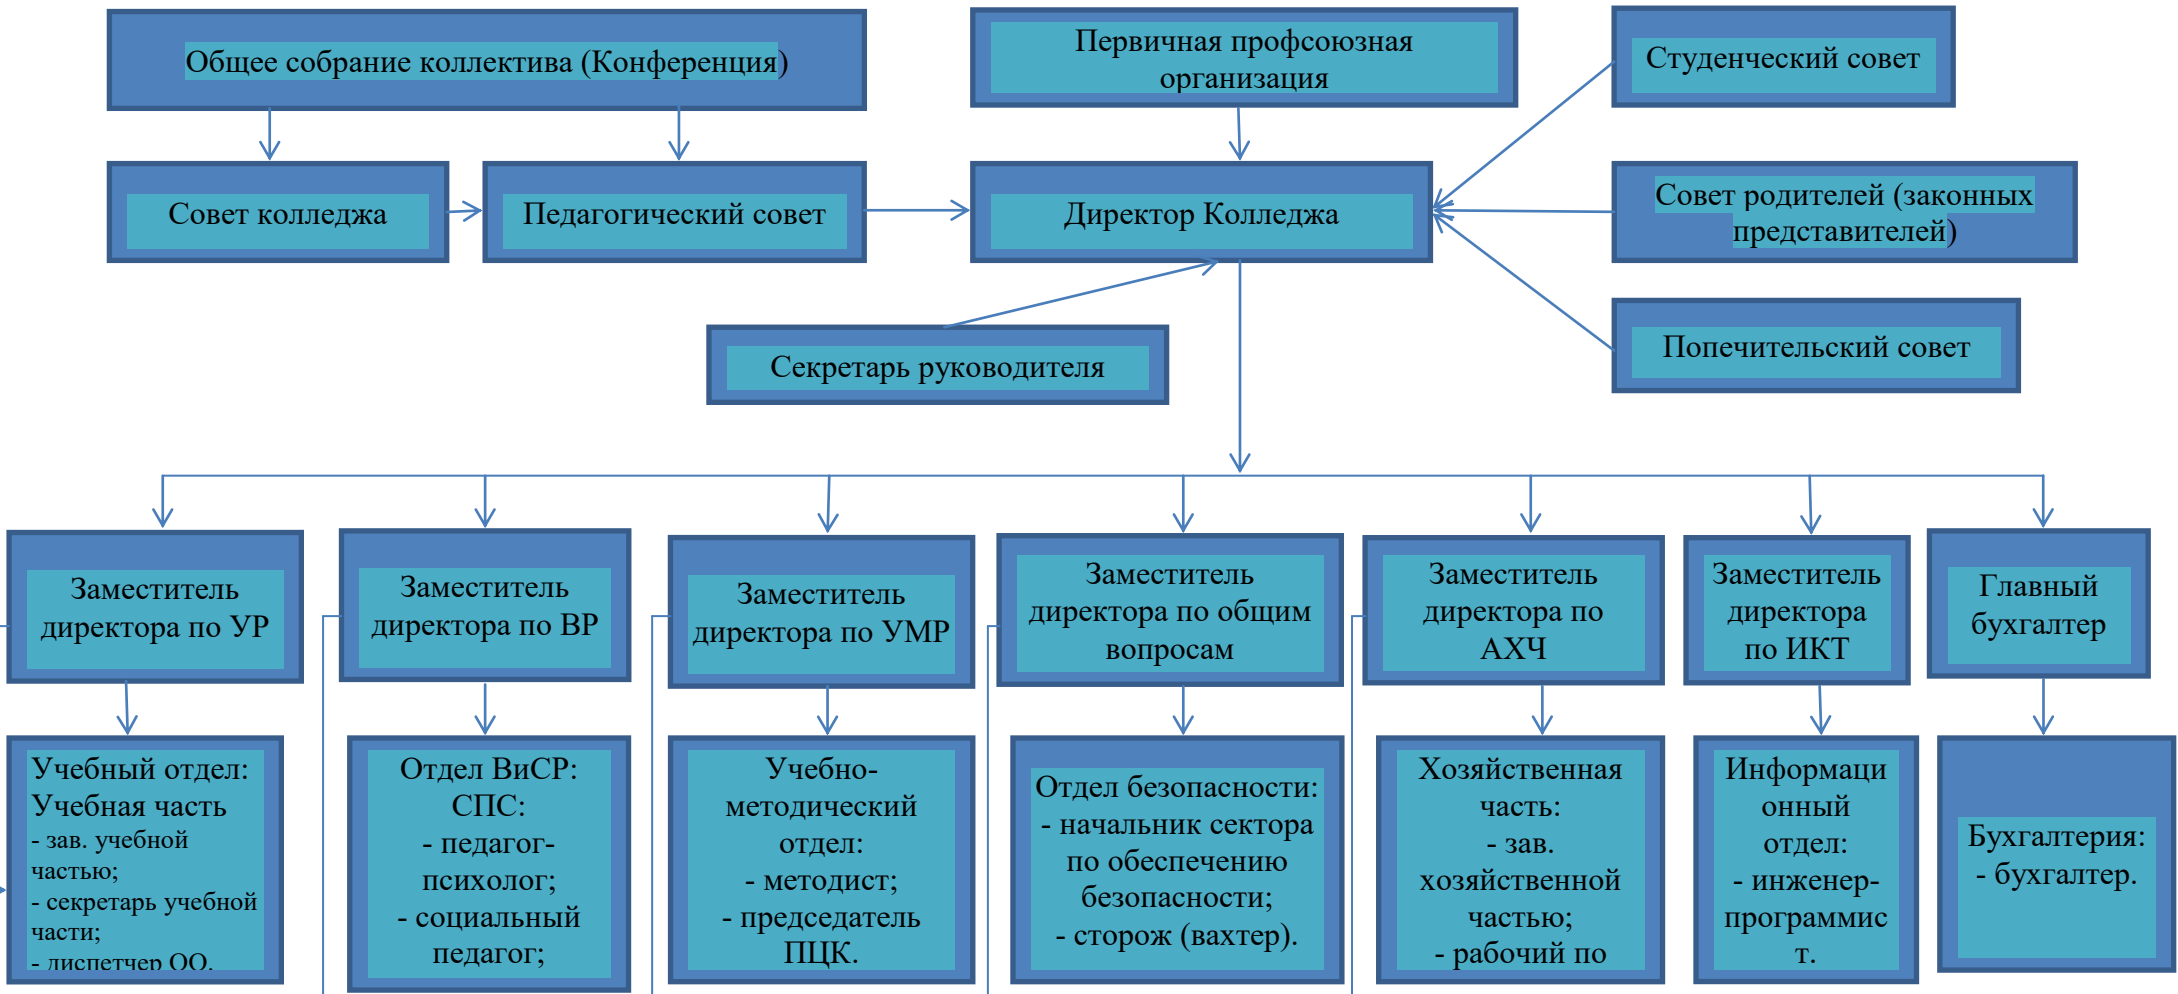 Общее собрание коллектива (Конференция)
Первичная профсоюзная
организация
Студенческий совет
Совет колледжа
Педагогический совет
Директор Колледжа
Совет родителей (законных
представителей)
Секретарь руководителя
Попечительский совет
Заместитель
директора по УР
Заместитель
директора по ВР
Заместитель
директора по УМР
Заместитель
директора по общим
вопросам
Заместитель
директора по
АХЧ
Заместитель
директора
по ИКТ
Главный
бухгалтер
Учебный отдел:
Учебная часть
- зав. учебной
частью;
- секретарь учебной
части;
- диспетчер ОО.
Отдел ВиСР:
СПС:
- педагог-
психолог;
- социальный
педагог;
Учебно-
методический
отдел:
- методист;
- председатель
ПЦК.
Отдел безопасности:
- начальник сектора
по обеспечению
безопасности;
- сторож (вахтер).
Хозяйственная
часть:
- зав.
хозяйственной
частью;
- рабочий по
Информаци
онный
отдел:
- инженер-
программис
т.
Бухгалтерия:
- бухгалтер.